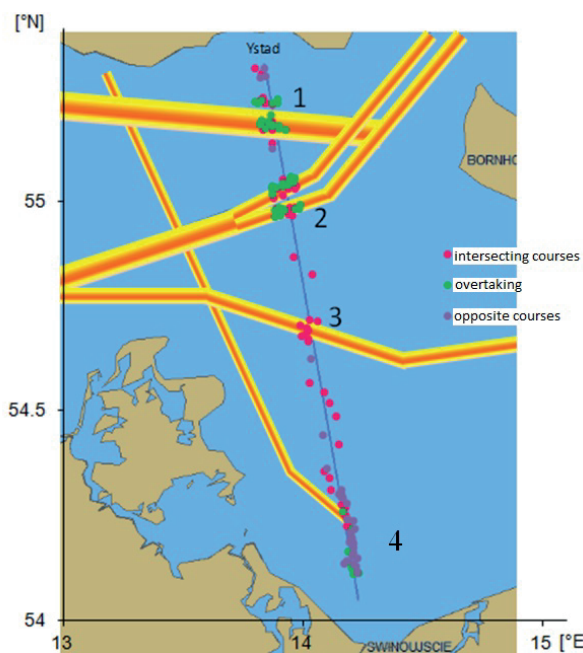 [°N]
Ystad
1
BORNHO
55
2
intersecting courses
overtaking
3
opposite courses
54.5
4
54
SWINOUJSCIE
13
14
15
[°E]